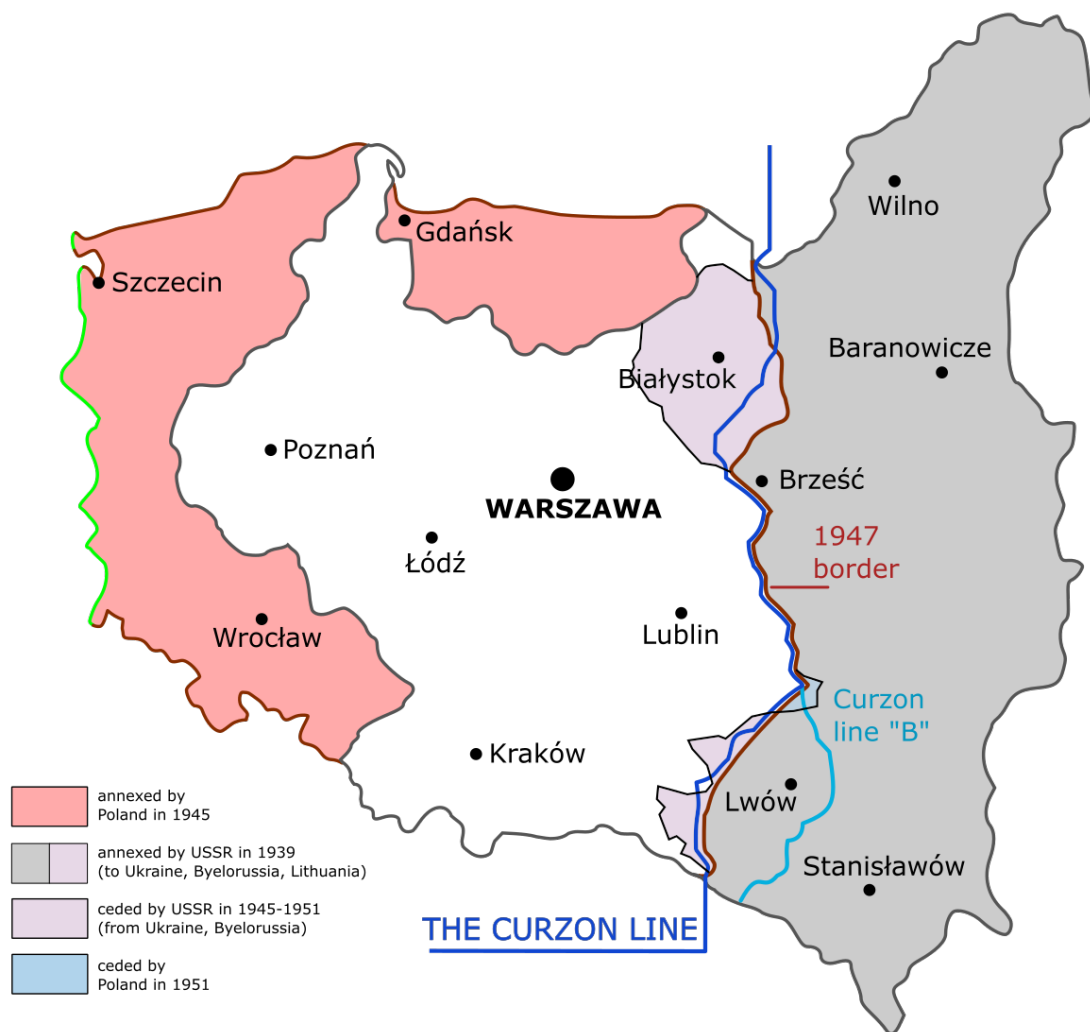 Wilno
Gdańsk
Szczecin
Baranowicze
Białystok
Poznań
Brześć
WARSZAWA
1947
border
Łódź
Lublin
Wrocław
Curzon
line "B"
Kraków
Lwów
Stanisławów
THE CURZON LINE
annexed by
Poland in 1945
annexed by USSR in 1939
(to Ukraine, Byelorussia, Lithuania)
ceded by USSR in 1945-1951
(from Ukraine, Byelorussia)
ceded by
Poland in 1951